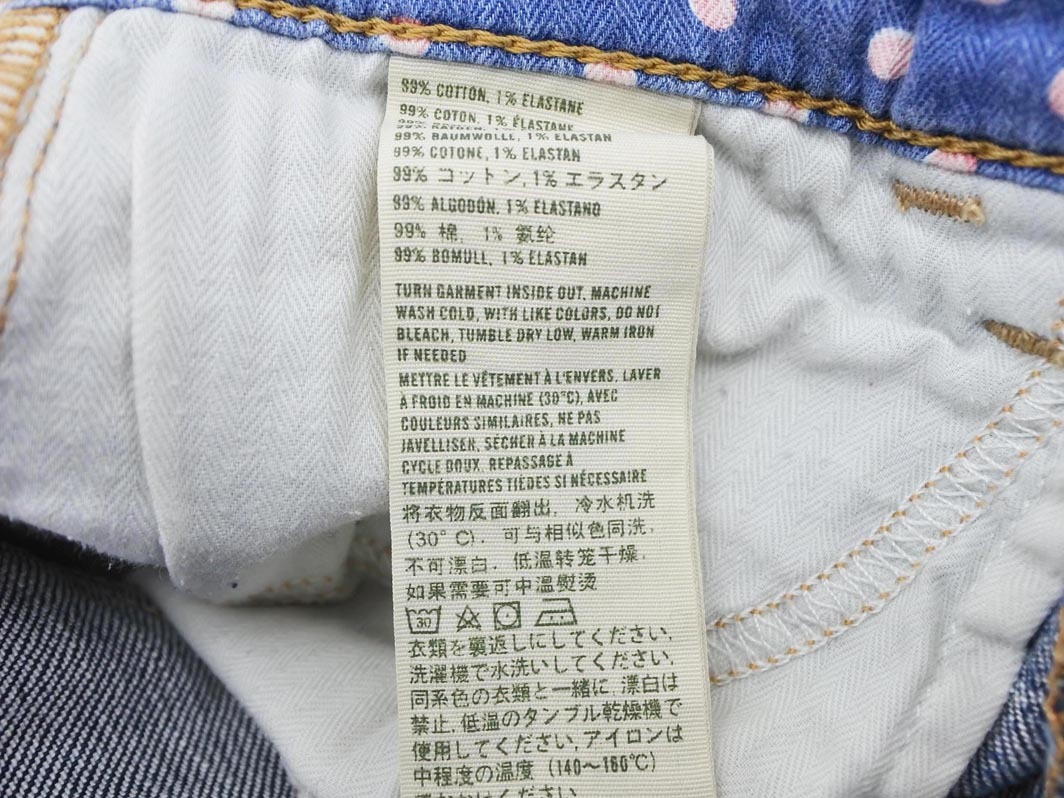 99% COTTON, 1% ELASTANE
99% COTON, 1% ÉLASTANE
99% BAUMWOLLE, 1% ELASTAN
99% COTONE, 1% ELASTAN
99% コットン, 1% エラスタン
99% ALGODÓN, 1% ELASTANO
99% 棉, 1% 氨纶
99% BOMULL, 1% ELASTAN
TURN GARMENT INSIDE OUT, MACHINE
WASH COLD, WITH LIKE COLORS, DO NOT
BLEACH, TUMBLE DRY LOW, WARM IRON
IF NEEDED
METTRE LE VÊTEMENT À L'ENVERS, LAVER
À FROID EN MACHINE (30°C), AVEC
COULEURS SIMILAIRES, NE PAS
JAVELLISER, SÉCHER À LA MACHINE
CYCLE DOUX, REPASSAGE À
TEMPÉRATURES TIÈDES SI NÉCESSAIRE
将衣物反面翻出, 冷水机洗
(30°C), 可与相似色同洗,
不可漂白, 低温转笼干燥,
如果需要可中温熨烫
30
衣類を裏返しにしてください,
洗濯機で水洗いしてください,
同系色の衣類と一緒に, 漂白は
禁止, 低温のタンブル乾燥機で
使用してください, アイロンは
中程度の温度 (140〜160℃)